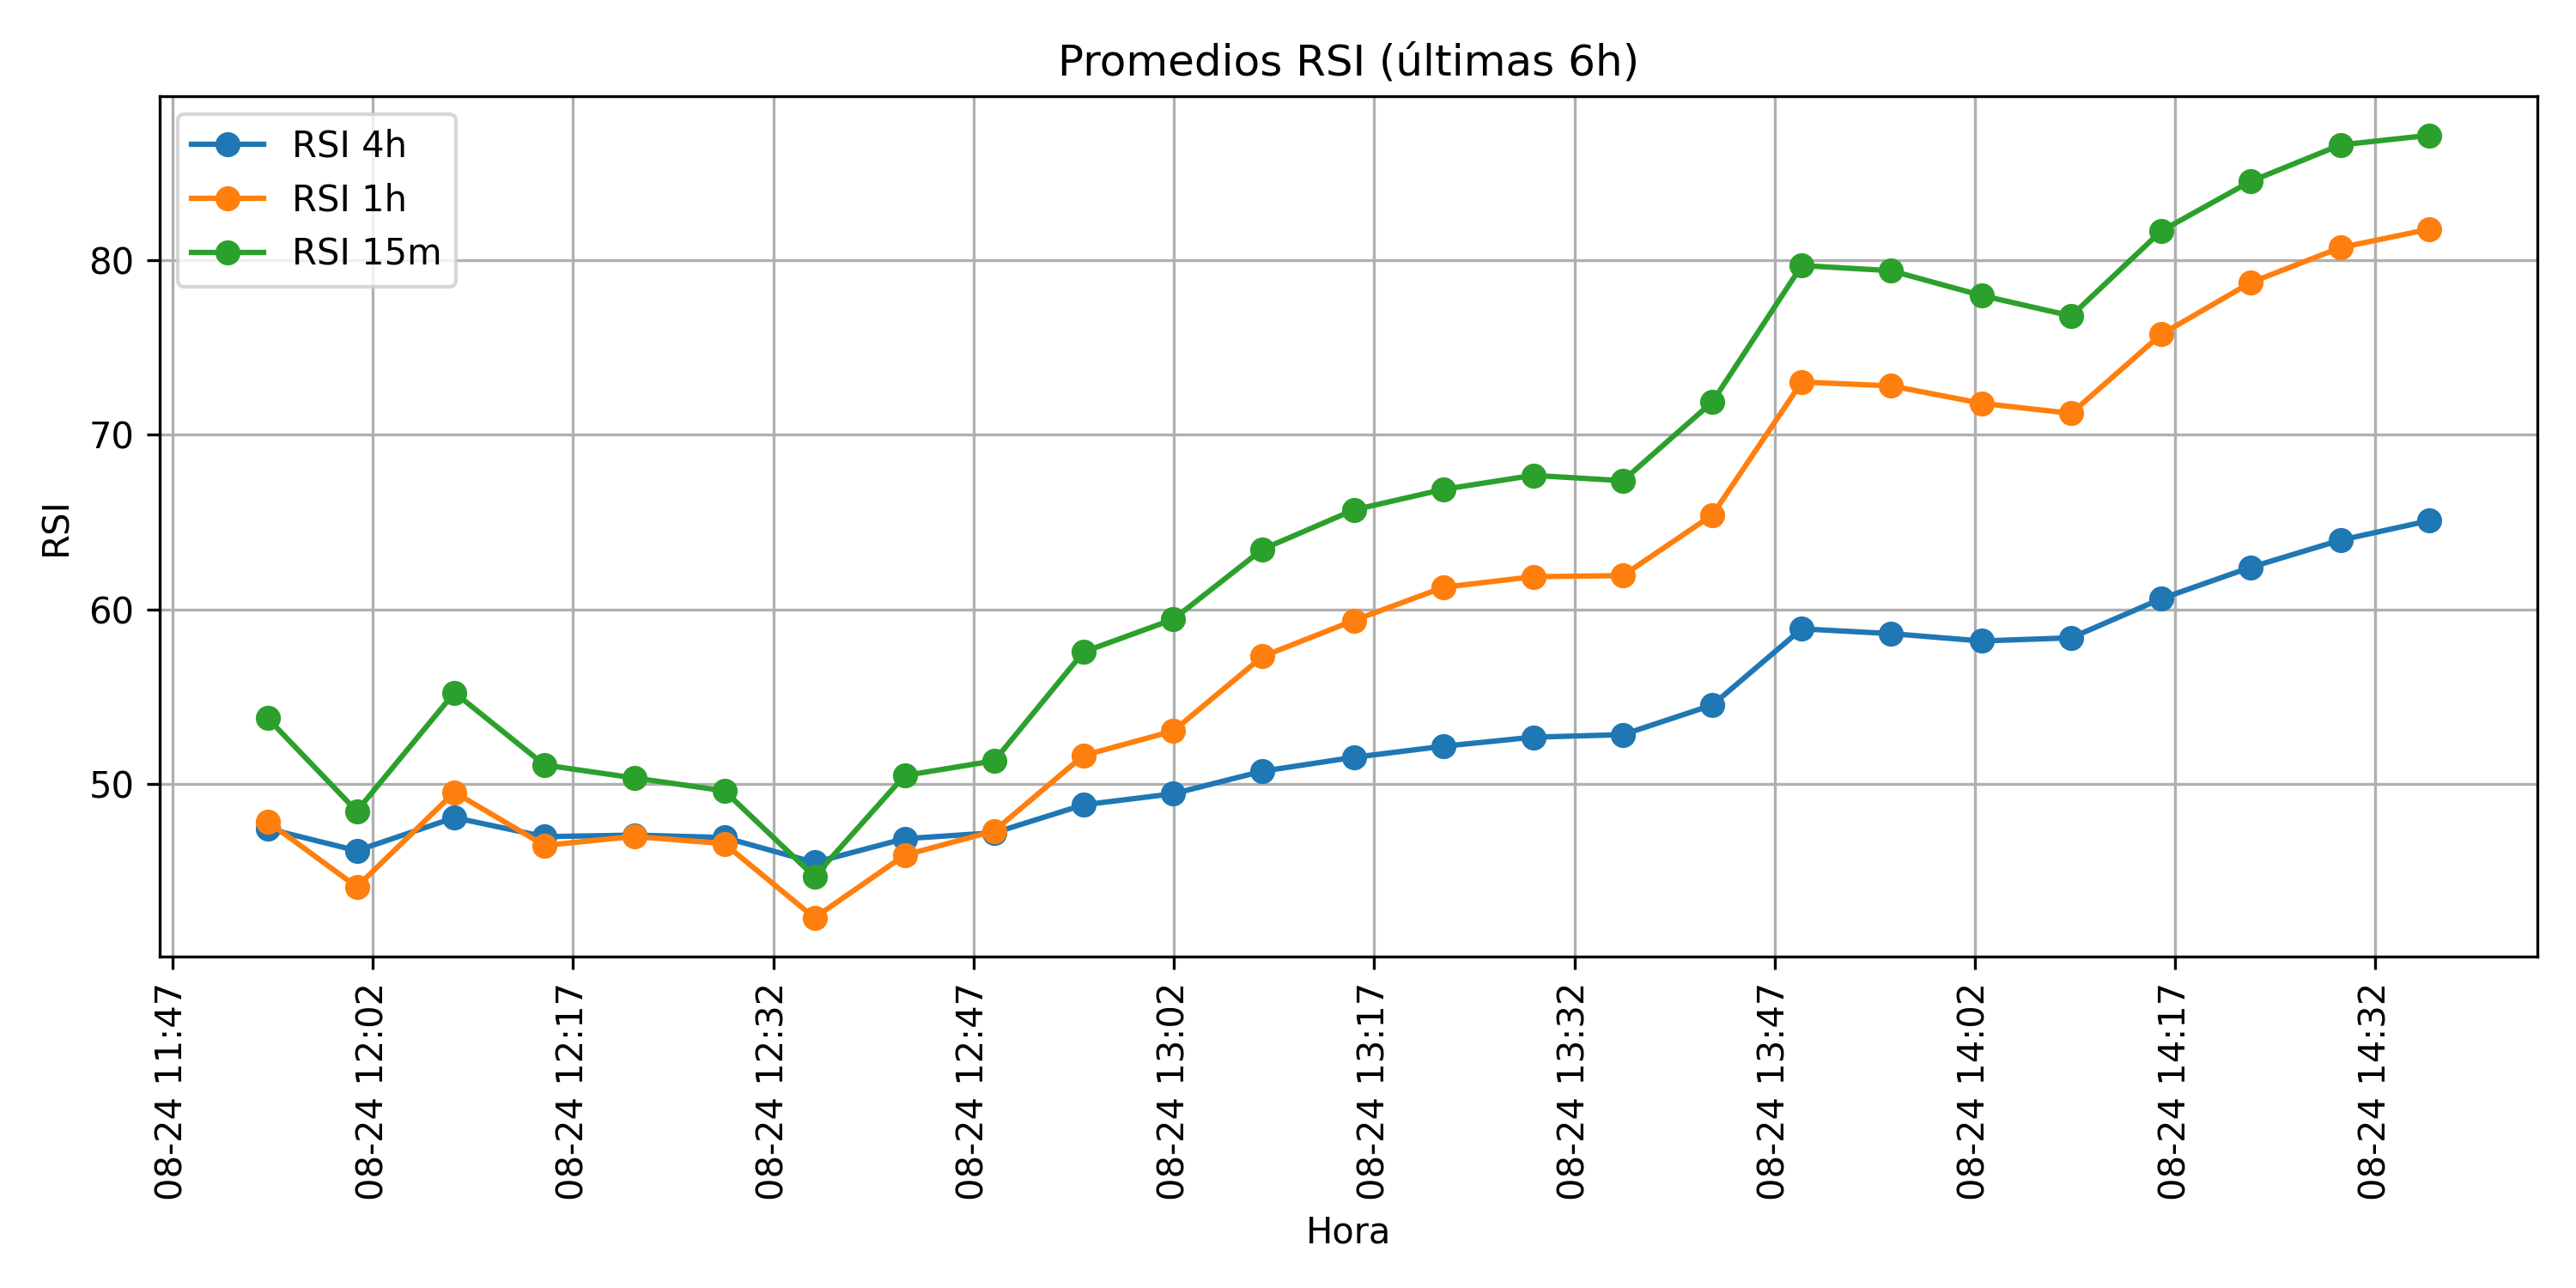 Promedios RSI (últimas 6h)
RSI 4h
RSI 1h
RSI 15m
80
70
60
50
RSI
08-24 11:47
08-24 12:02
08-24 12:17
08-24 12:32
08-24 12:47
08-24 13:02
08-24 13:17
08-24 13:32
08-24 13:47
08-24 14:02
08-24 14:17
08-24 14:32
Hora